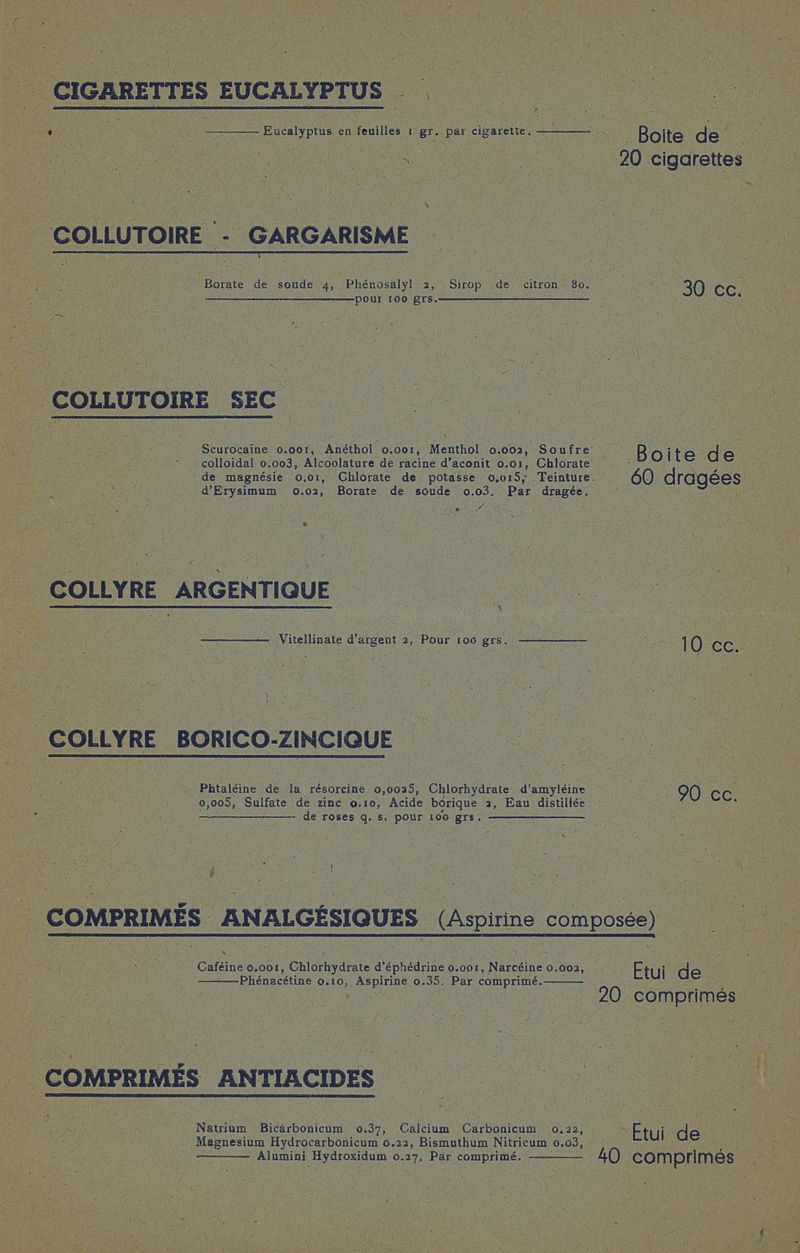 CIGARETTES EUCALYPTUS
Eucalyptus en feuilles 1 gr. par cigarette.
Boite de
20 cigarettes
COLLUTOIRE - GARGARISME
Borate de soude 4, Phénosalyl 2, Sirop de citron 80.
pour 100 grs.
30 cc.
COLLUTOIRE SEC
Scurocaïne 0.001, Anéthol 0.001, Menthol 0.002, Soufre
colloidal 0.003, Alcoolature de racine d'aconit 0.01, Chlorate
de magnésie 0.01, Chlorate de potasse 0.015, Teinture
d'Erysimum 0.02, Borate de soude 0.03. Par dragée.
Boite de
60 dragées
COLLYRE ARGENTIQUE
Vitellinate d'argent 2, Pour 100 grs.
10 cc.
COLLYRE BORICO-ZINCIQUE
Phtaléine de la résorcine 0,0025, Chlorhydrate d'amyléine
0,005, Sulfate de zinc 0.10, Acide borique 2, Eau distillée
de roses q. s. pour 100 grs.
90 cc.
COMPRIMÉS ANALGÉSIQUES (Aspirine composée)
Caféine 0.001, Chlorhydrate d'éphédrine 0.001, Narcéine 0.002,
Phénacétine 0.10, Aspirine 0.35. Par comprimé.
Etui de
20 comprimés
COMPRIMÉS ANTIACIDES
Natrium Bicarbonicum 0.37, Calcium Carbonicum 0.22,
Magnesium Hydrocarbonicum 0.22, Bismuthum Nitricum 0.03,
Alumini Hydroxidum 0.27. Par comprimé.
Etui de
40 comprimés